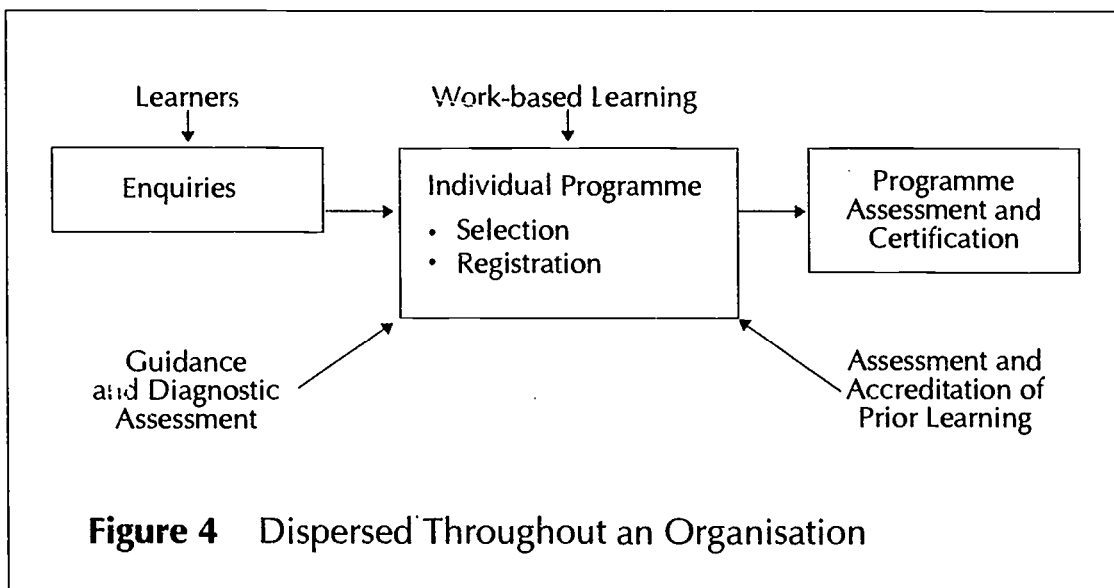 Learners
Work-based Learning
Enquiries
Individual Programme
• Selection
• Registration
Programme
Assessment and
Certification
Guidance
and Diagnostic
Assessment
Assessment and
Accreditation of
Prior Learning
Figure 4 Dispersed Throughout an Organisation